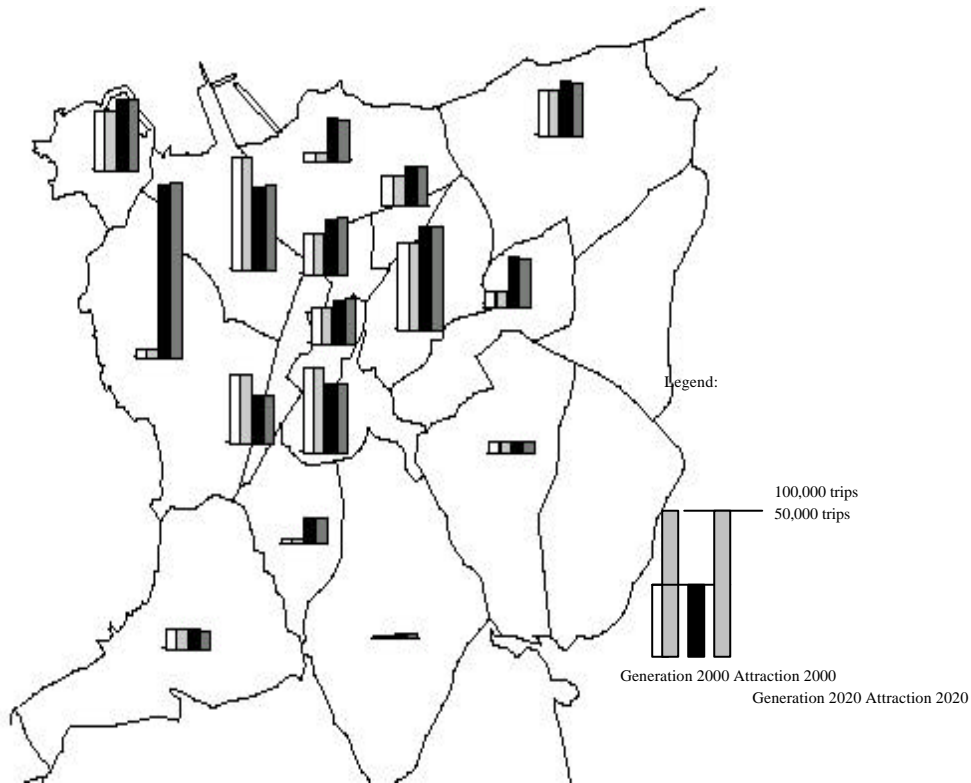 Legend:
100,000 trips
50,000 trips
Generation 2000 Attraction 2000
Generation 2020 Attraction 2020